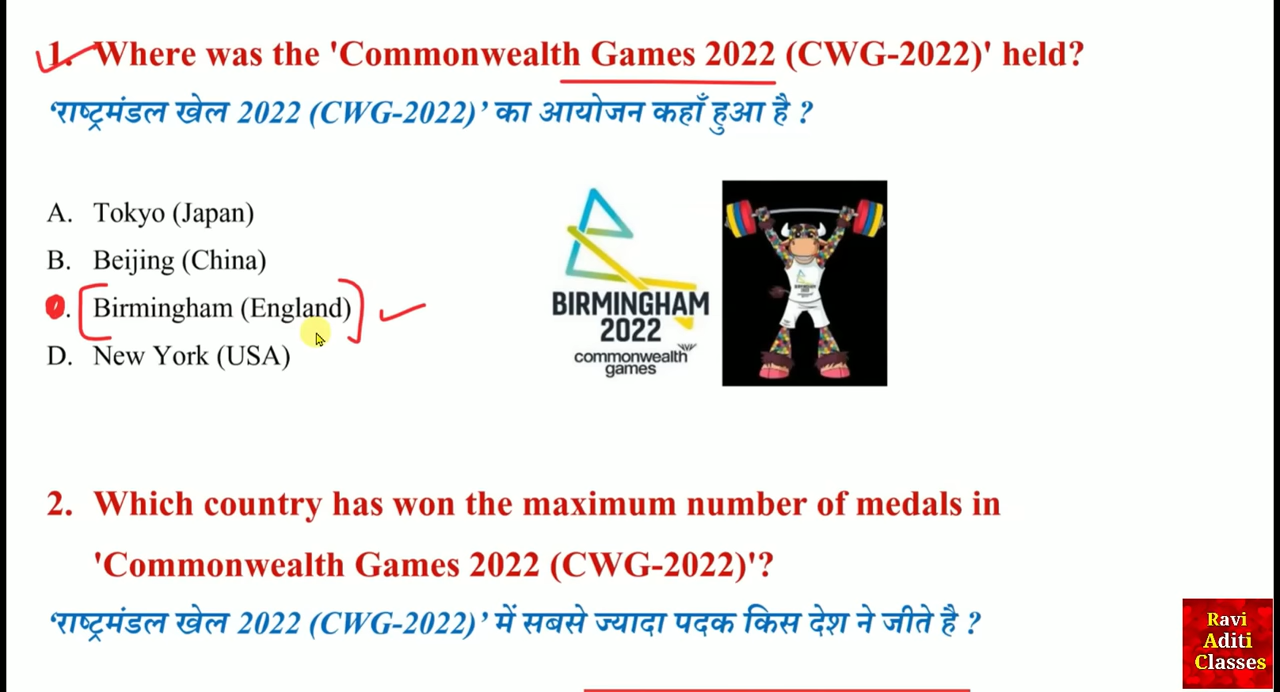 1. Where was the 'Commonwealth Games 2022 (CWG-2022)' held?
‘राष्ट्रमंडल खेल 2022 (CWG-2022)’ का आयोजन कहाँ हुआ है ?
A. Tokyo (Japan)
B. Beijing (China)
Birmingham (England)
D. New York (USA)
BIRMINGHAM
2022
commonwealth
games
2. Which country has won the maximum number of medals in
'Commonwealth Games 2022 (CWG-2022)'?
‘राष्ट्रमंडल खेल 2022 (CWG-2022)’ में सबसे ज्यादा पदक किस देश ने जीते है ?
Ravi
Aditi
Classes